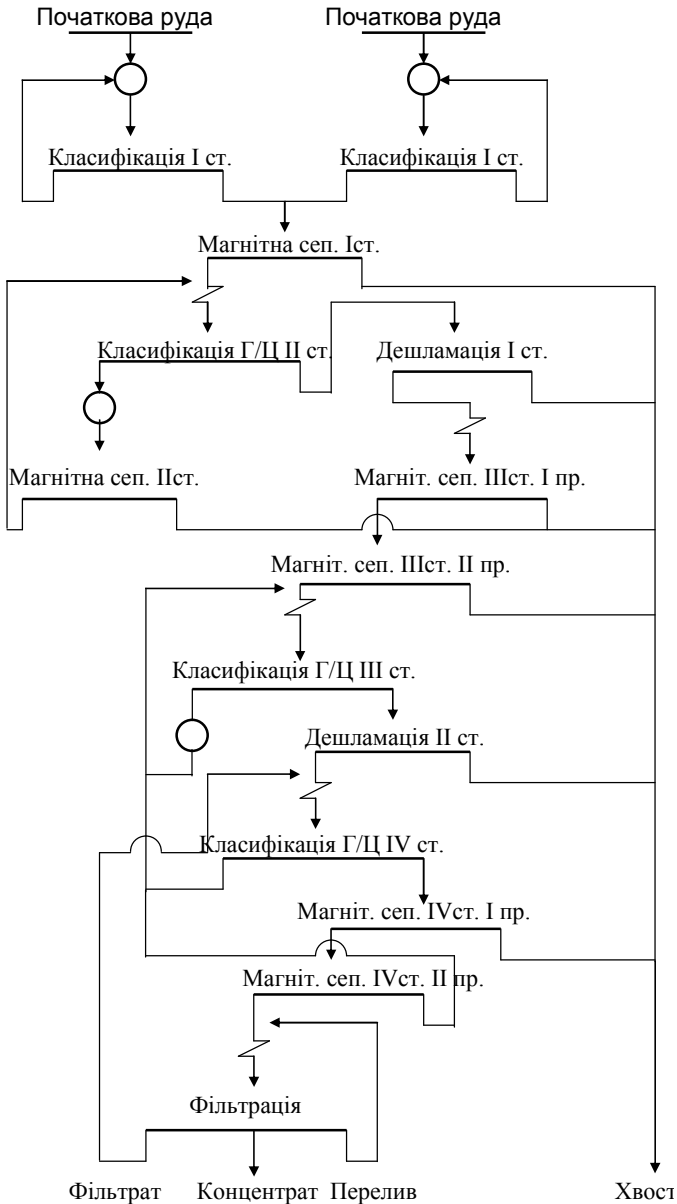 Початкова руда Початкова руда
Класифікація І ст. Класифікація І ст.
Магнітна сеп. Іст.
Класифікація Г/Ц ІІ ст. Дешламація І ст.
Магнітна сеп. ІІст. Магніт. сеп. ІІІст. І пр.
Магніт. сеп. ІІІст. ІІ пр.
Класифікація Г/Ц ІІІ ст.
Дешламація ІІ ст.
Класифікація Г/Ц IV ст.
Магніт. сеп. IVст. І пр.
Магніт. сеп. IVст. ІІ пр.
Фільтрація
Фільтрат Концентрат Перелив Хвост